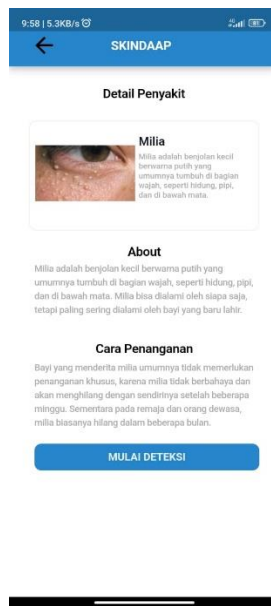 9:58 | 5.3KB/s
SKINDAAP
Detail Penyakit
Milia
Milia adalah benjolan kecil
berwarna putih yang
umumnya tumbuh di bagian
wajah, seperti hidung, pipi,
dan di bawah mata.
About
Milia adalah benjolan kecil berwarna putih yang
umumnya tumbuh di bagian wajah, seperti hidung, pipi,
dan di bawah mata. Milia bisa dialami oleh siapa saja,
tetapi paling sering dialami oleh bayi yang baru lahir.
Cara Penanganan
Bayi yang menderita milia umumnya tidak memerlukan
penanganan khusus, karena milia tidak berbahaya dan
akan menghilang dengan sendirinya setelah beberapa
minggu. Sementara pada remaja dan orang dewasa,
milia biasanya hilang dalam beberapa bulan.
MULAI DETEKSI